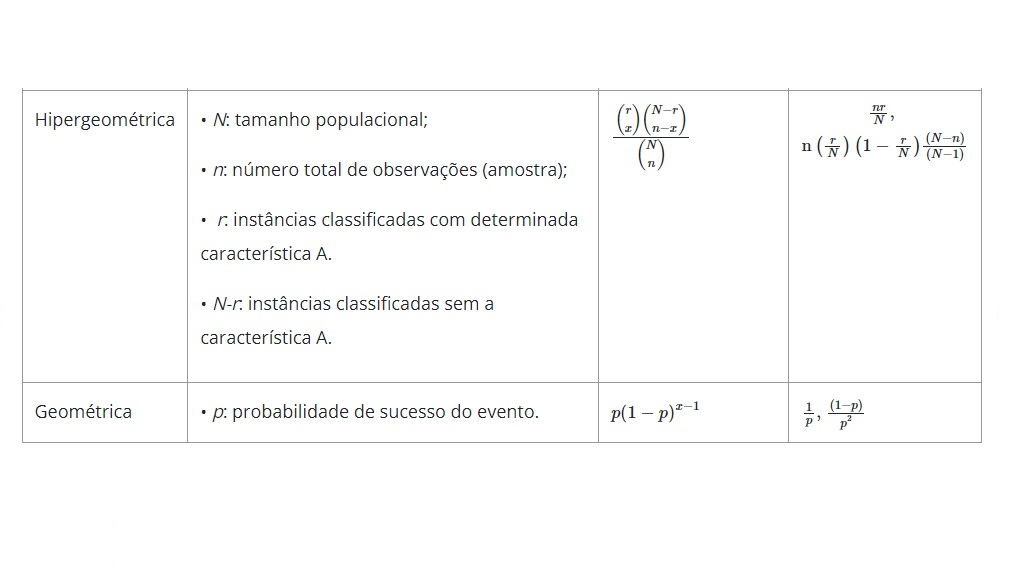 Hipergeométrica
• N: tamanho populacional;
• n: número total de observações (amostra);
• r: instâncias classificadas com determinada
característica A.
• N-r: instâncias classificadas sem a
característica A.
\frac{\binom{r}{x}\binom{N-r}{n-x}}{\binom{N}{n}}
\frac{nr}{N},
n\left(\frac{r}{N}\right)\left(1-\frac{r}{N}\right)\frac{(N-n)}{(N-1)}
Geométrica
• p: probabilidade de sucesso do evento.
p(1-p)^{x-1}
\frac{1}{p}, \frac{(1-p)}{p^2}